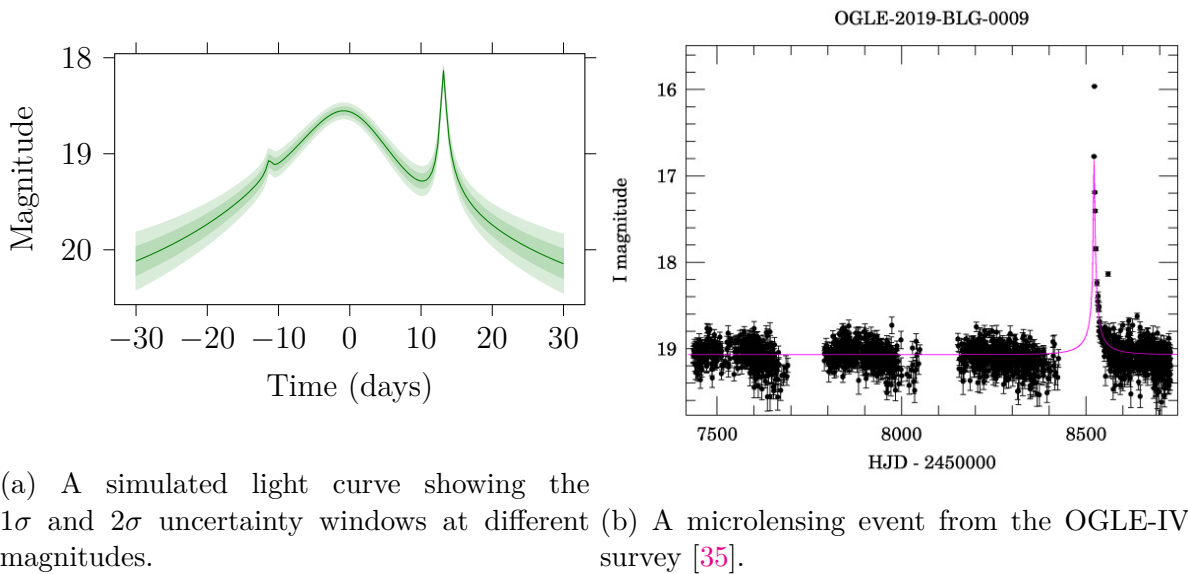 OGLE-2019-BLG-0009
18
19
20
Magnitude
−30 −20 −10 0 10 20 30
Time (days)
16
17
18
19
I magnitude
7500 8000 8500
HJD - 2450000
(a) A simulated light curve showing the
1σ and 2σ uncertainty windows at different
magnitudes.
(b) A microlensing event from the OGLE-IV
survey [35].